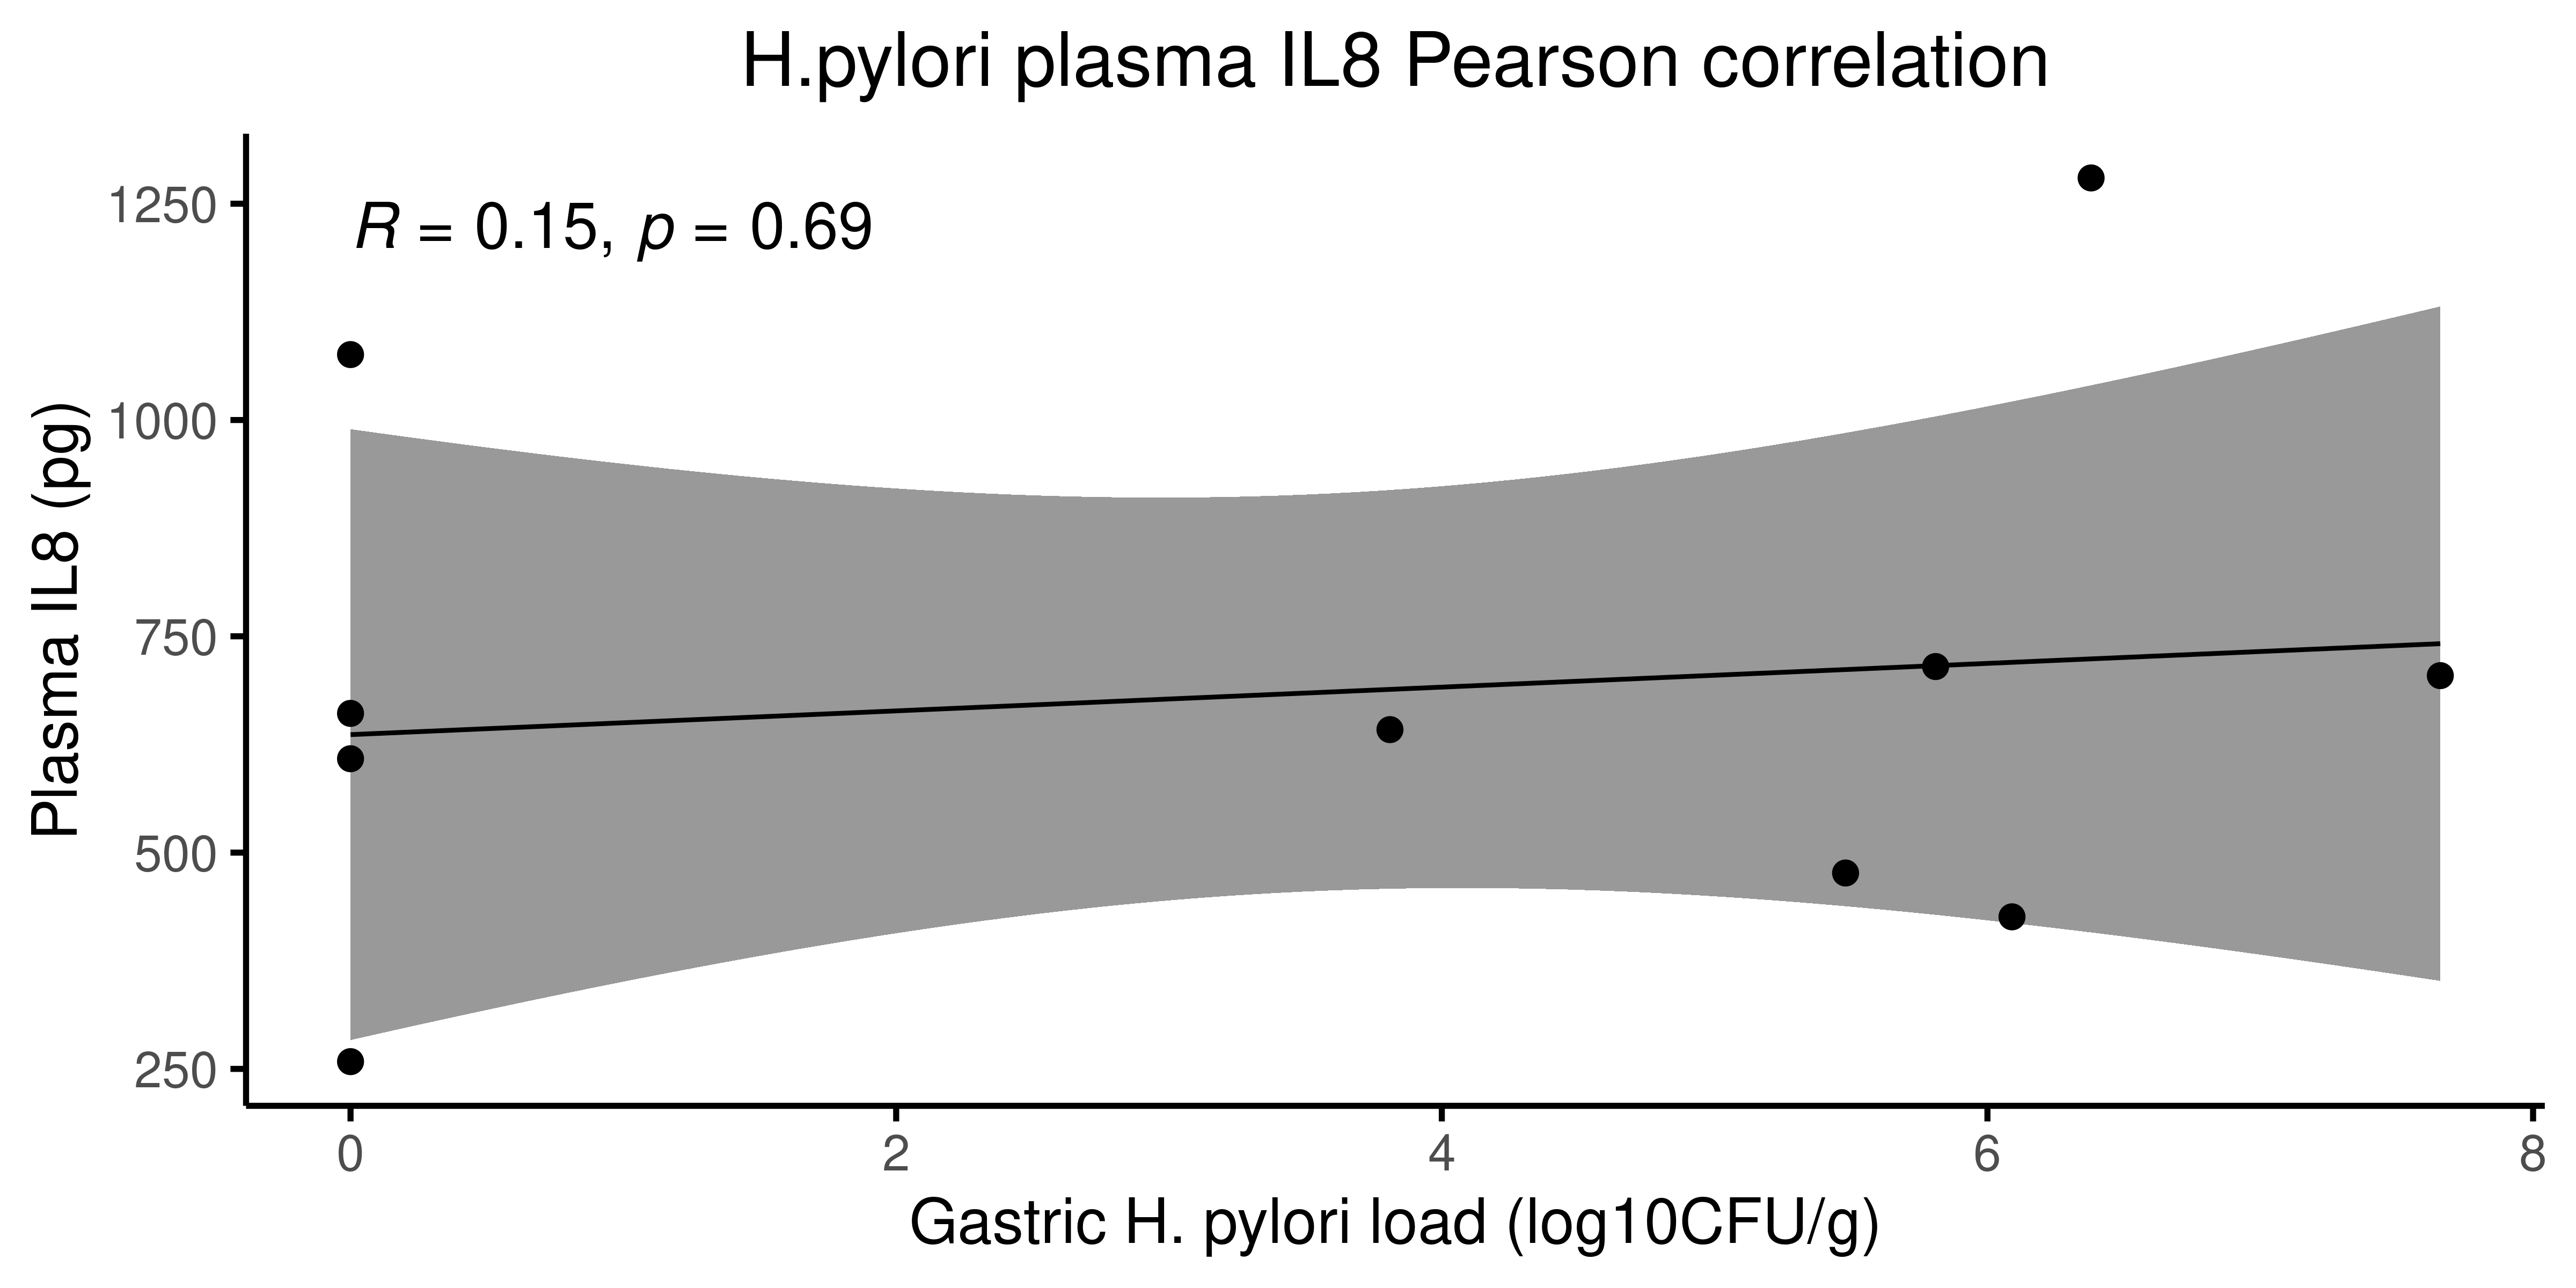 H.pylori plasma IL8 Pearson correlation
R = 0.15, p = 0.69
Plasma IL8 (pg)
1250
1000
750
500
250
0 2 4 6 8
Gastric H. pylori load (log10CFU/g)